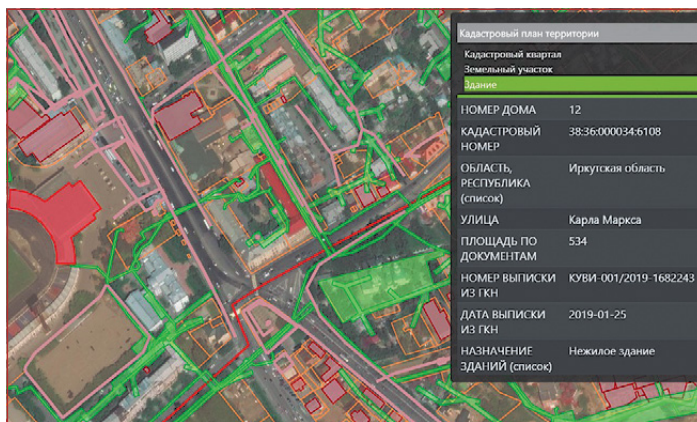 Кадастровый план территории
Кадастровый квартал
Земельный участок
Здание
НОМЕР ДОМА 12
КАДАСТРОВЫЙ 38:36:000034:6108
НОМЕР
ОБЛАСТЬ, Иркутская область
РЕСПУБЛИКА
(список)
УЛИЦА Карла Маркса
ПЛОЩАДЬ ПО 534
ДОКУМЕНТАМ
НОМЕР ВЫПИСКИ КУВИ-001/2019-1682243
ИЗ ГКН
ДАТА ВЫПИСКИ 2019-01-25
ИЗ ГКН
НАЗНАЧЕНИЕ Нежилое здание
ЗДАНИЙ (список)